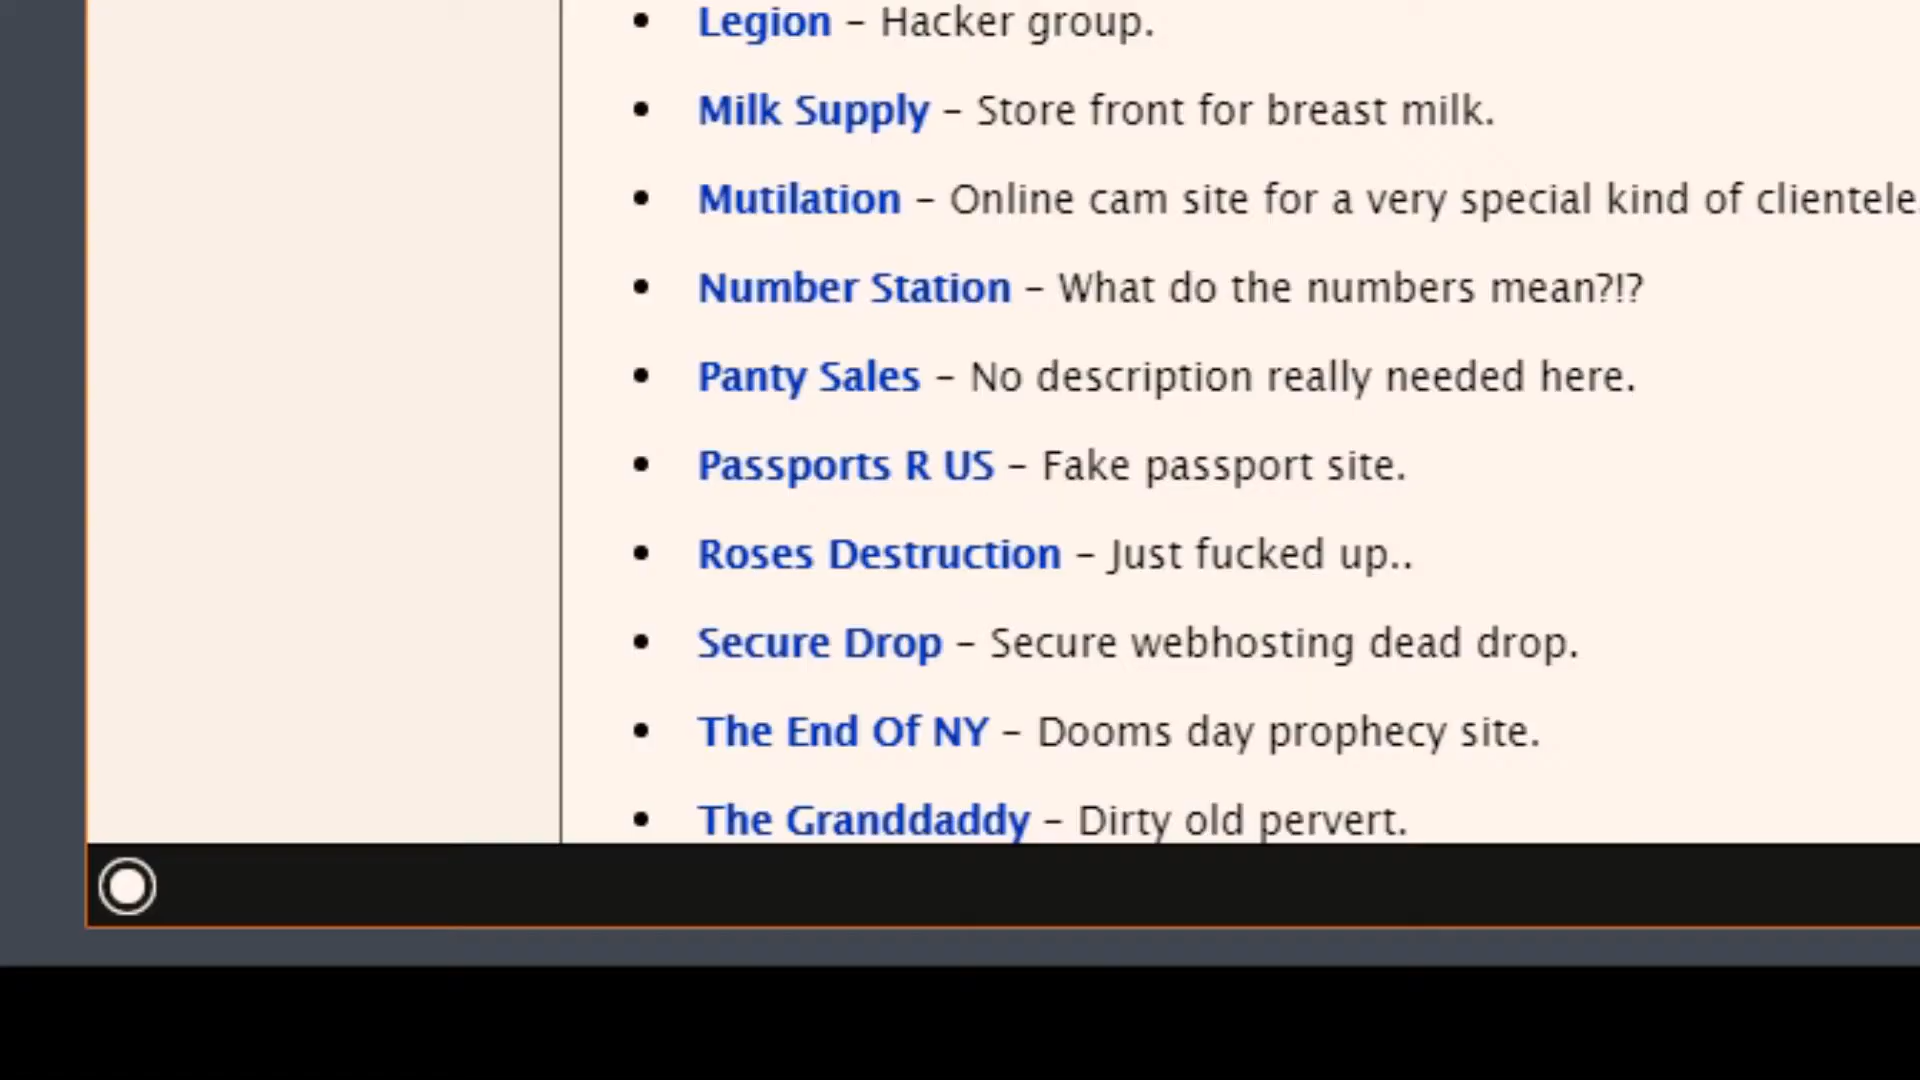 Legion – Hacker group.
Milk Supply – Store front for breast milk.
Mutilation – Online cam site for a very special kind of clientele.
Number Station – What do the numbers mean?!?
Panty Sales – No description really needed here.
Passports R US – Fake passport site.
Roses Destruction – Just fucked up..
Secure Drop – Secure webhosting dead drop.
The End Of NY – Dooms day prophecy site.
The Granddaddy – Dirty old pervert.